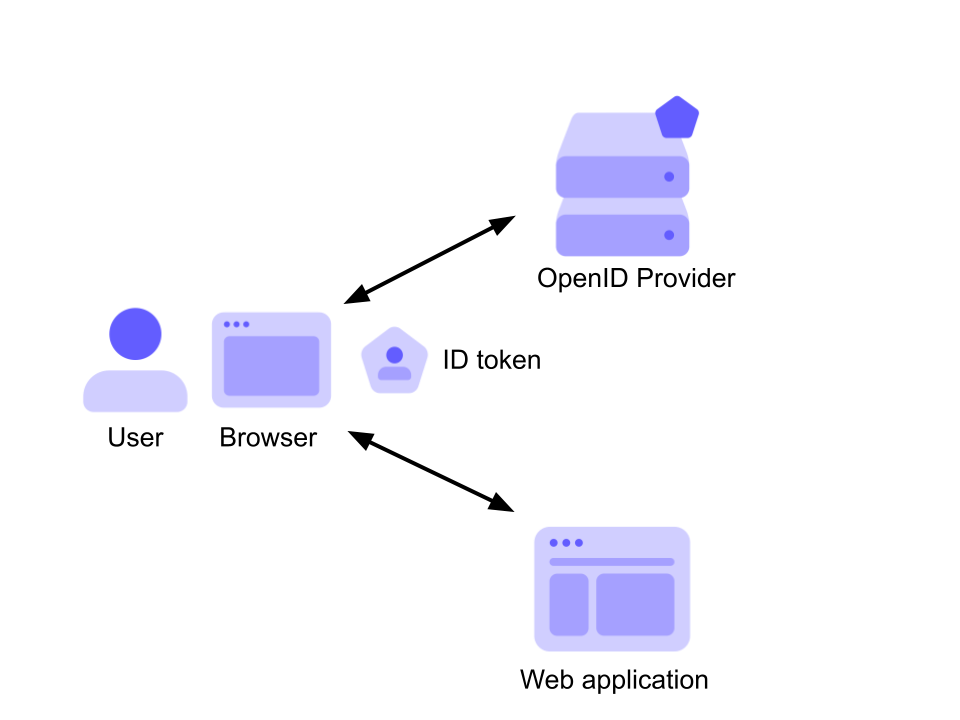 OpenID Provider
ID token
User
Browser
Web application